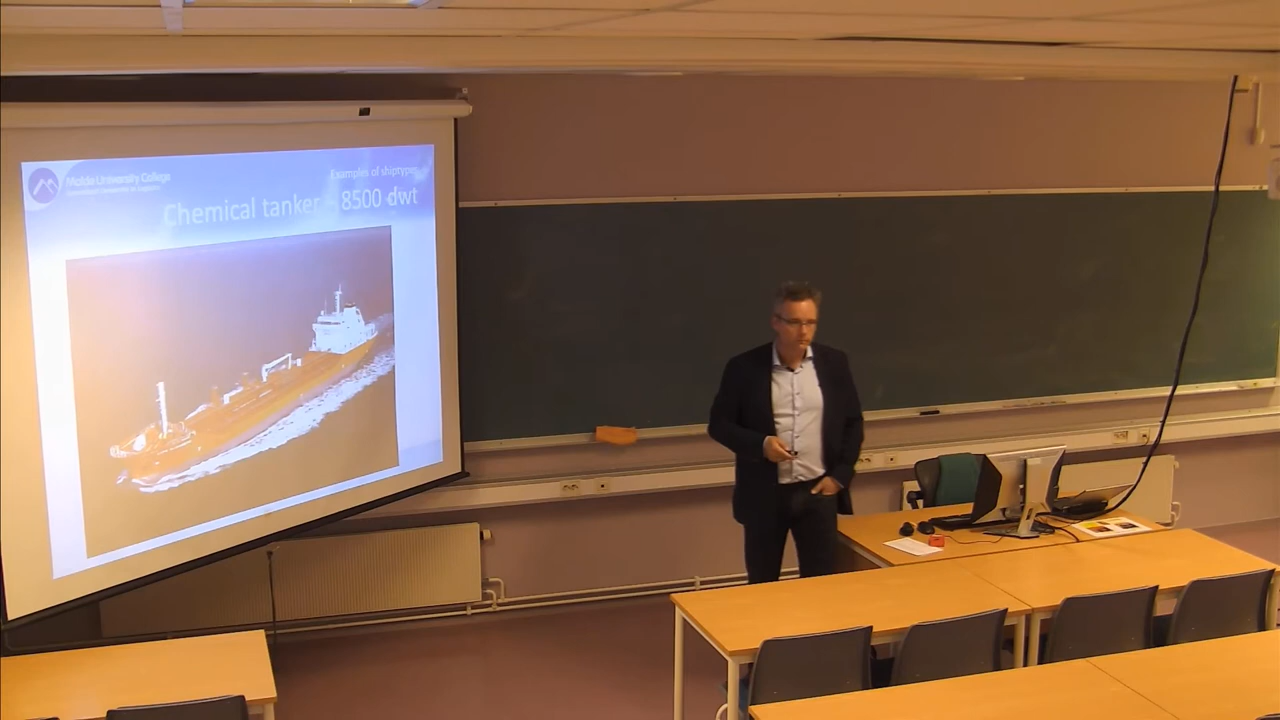 Molde University College
Examples of shiptypes
Chemical tanker - 8500 dwt